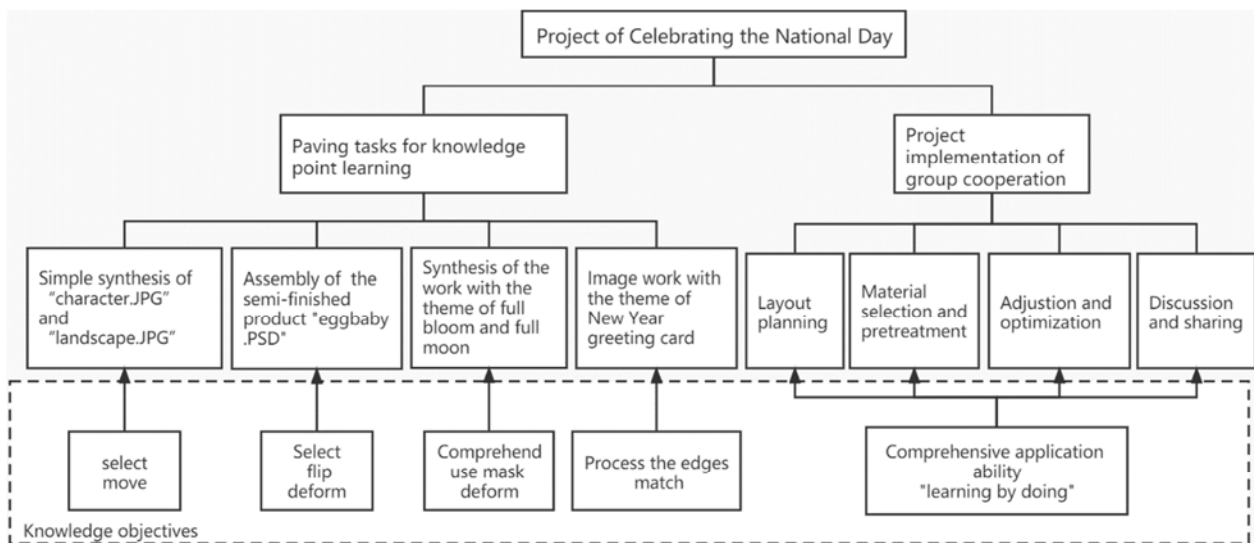 Project of Celebrating the National Day
Paving tasks for knowledge
point learning
Project
implementation of
group cooperation
Simple synthesis of
"character.JPG"
and
"landscape.JPG"
Assembly of the
semi-finished
product "eggbaby
.PSD"
Synthesis of the
work with the
theme of full
bloom and full
moon
Image work with
the theme of
New Year
greeting card
Layout
planning
Material
selection and
pretreatment
Adjustion and
optimization
Discussion
and sharing
select
move
Select
flip
deform
Comprehend
use mask
deform
Process the edges
match
Comprehensive application
ability
"learning by doing"
Knowledge objectives